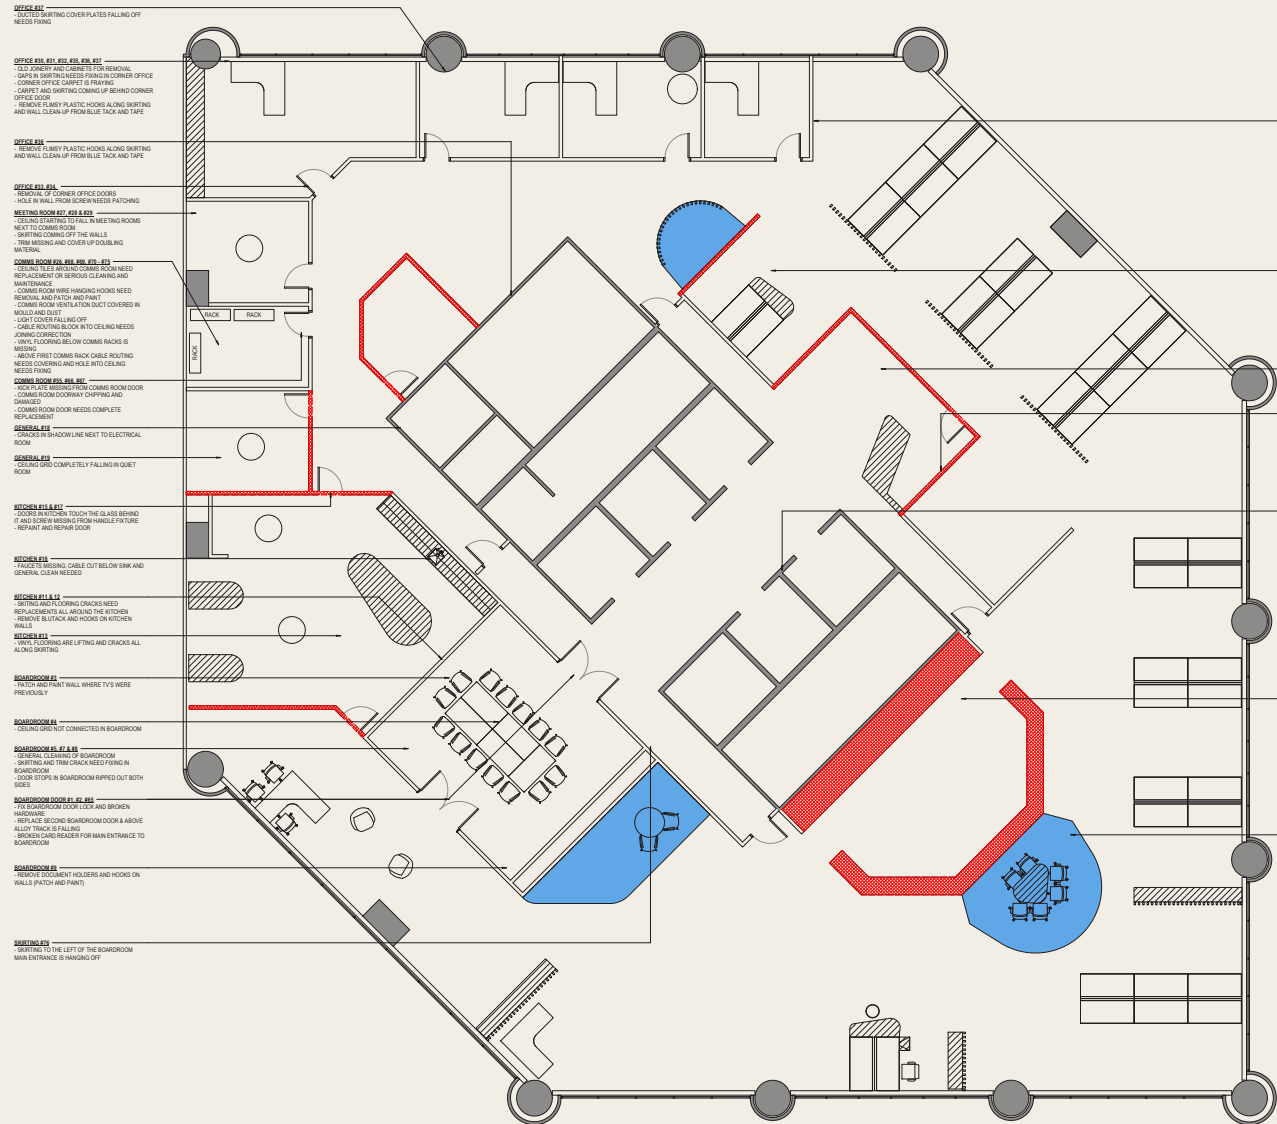 OFFICE #37
- DUCTED SKIRTING COVER PLATES FALLING OFF
NEEDS FIXING
OFFICE #30, #31, #32, #35, #36, #37
- OLD JOINERY AND CABINETS FOR REMOVAL
- GAPS IN SKIRTING NEEDS FIXING IN CORNER OFFICE
- CORNER OFFICE CARPET IS FRAYING
- CARPET AND SKIRTING COMING UP BEHIND CORNER
OFFICE DOOR
- REMOVE FLIMSY PLASTIC HOOKS ALONG SKIRTING
AND WALL CLEAN-UP FROM BLUE TACK AND TAPE
OFFICE #36
- REMOVE FLIMSY PLASTIC HOOKS ALONG SKIRTING
AND WALL CLEAN-UP FROM BLUE TACK AND TAPE
OFFICE #33, #34,
- REMOVAL OF CORNER OFFICE DOORS
- HOLE IN WALL FROM SCREW NEEDS PATCHING
MEETING ROOM #27, #28 & #29
- CEILING STARTING TO FALL IN MEETING ROOMS
NEXT TO COMMS ROOM
- SKIRTING COMING OFF THE WALLS
- TRIM MISSING AND COVER UP DOUBLING
MATERIAL
COMMS ROOM #26, #68, #69, #70 - #75
- CEILING TILES AROUND COMMS ROOM NEED
REPLACEMENT OR SERIOUS CLEANING AND
MAINTENANCE
- COMMS ROOM WIRE HANGING HOOKS NEED
REMOVAL AND PATCH AND PAINT
- COMMS ROOM VENTILATION DUCT COVERED IN
MOULD AND DUST
- LIGHT COVER FALLING OFF
- CABLE ROUTING BLOCK INTO CEILING NEEDS
JOINING CORRECTION
- VINYL FLOORING BELOW COMMS RACKS IS
MISSING
- ABOVE FIRST COMMS RACK CABLE ROUTING
NEEDS COVERING AND HOLE INTO CEILING
NEEDS FIXING
COMMS ROOM #55, #66, #67
- KICK PLATE MISSING FROM COMMS ROOM DOOR
- COMMS ROOM DOORWAY CHIPPING AND
DAMAGED
- COMMS ROOM DOOR NEEDS COMPLETE
REPLACEMENT
GENERAL #18
- CRACKS IN SHADOW LINE NEXT TO ELECTRICAL
ROOM
GENERAL #19
- CEILING GRID COMPLETELY FALLING IN QUIET
ROOM
KITCHEN #15 & #17
- DOORS IN KITCHEN TOUCH THE GLASS BEHIND
IT AND SCREW MISSING FROM HANDLE FIXTURE
- REPAINT AND REPAIR DOOR
KITCHEN #16
- FAUCETS MISSING, CABLE CUT BELOW SINK AND
GENERAL CLEAN NEEDED
KITCHEN #11 & 12
- SKITING AND FLOORING CRACKS NEED
REPLACEMENTS ALL AROUND THE KITCHEN
- REMOVE BLUTACK AND HOOKS ON KITCHEN
WALLS
KITCHEN #13
- VINYL FLOORING ARE LIFTING AND CRACKS ALL
ALONG SKIRTING
BOARDROOM #3
- PATCH AND PAINT WALL WHERE TV'S WERE
PREVIOUSLY
BOARDROOM #4
- CEILING GRID NOT CONNECTED IN BOARDROOM
BOARDROOM #5, #7 & #8
- GENERAL CLEANING OF BOARDROOM
- SKIRTING AND TRIM CRACK NEED FIXING IN
BOARDROOM
- DOOR STOPS IN BOARDROOM RIPPED OUT BOTH
SIDES
BOARDROOM DOOR #1, #2, #65
- FIX BOARDROOM DOOR LOCK AND BROKEN
HARDWARE
- REPLACE SECOND BOARDROOM DOOR & ABOVE
ALLOY TRACK IS FALLING
- BROKEN CARD READER FOR MAIN ENTRANCE TO
BOARDROOM
BOARDROOM #9
- REMOVE DOCUMENT HOLDERS AND HOOKS ON
WALLS (PATCH AND PAINT)
SKIRTING #76
- SKIRTING TO THE LEFT OF THE BOARDROOM
MAIN ENTRANCE IS HANGING OFF
RACK
RACK
RACK